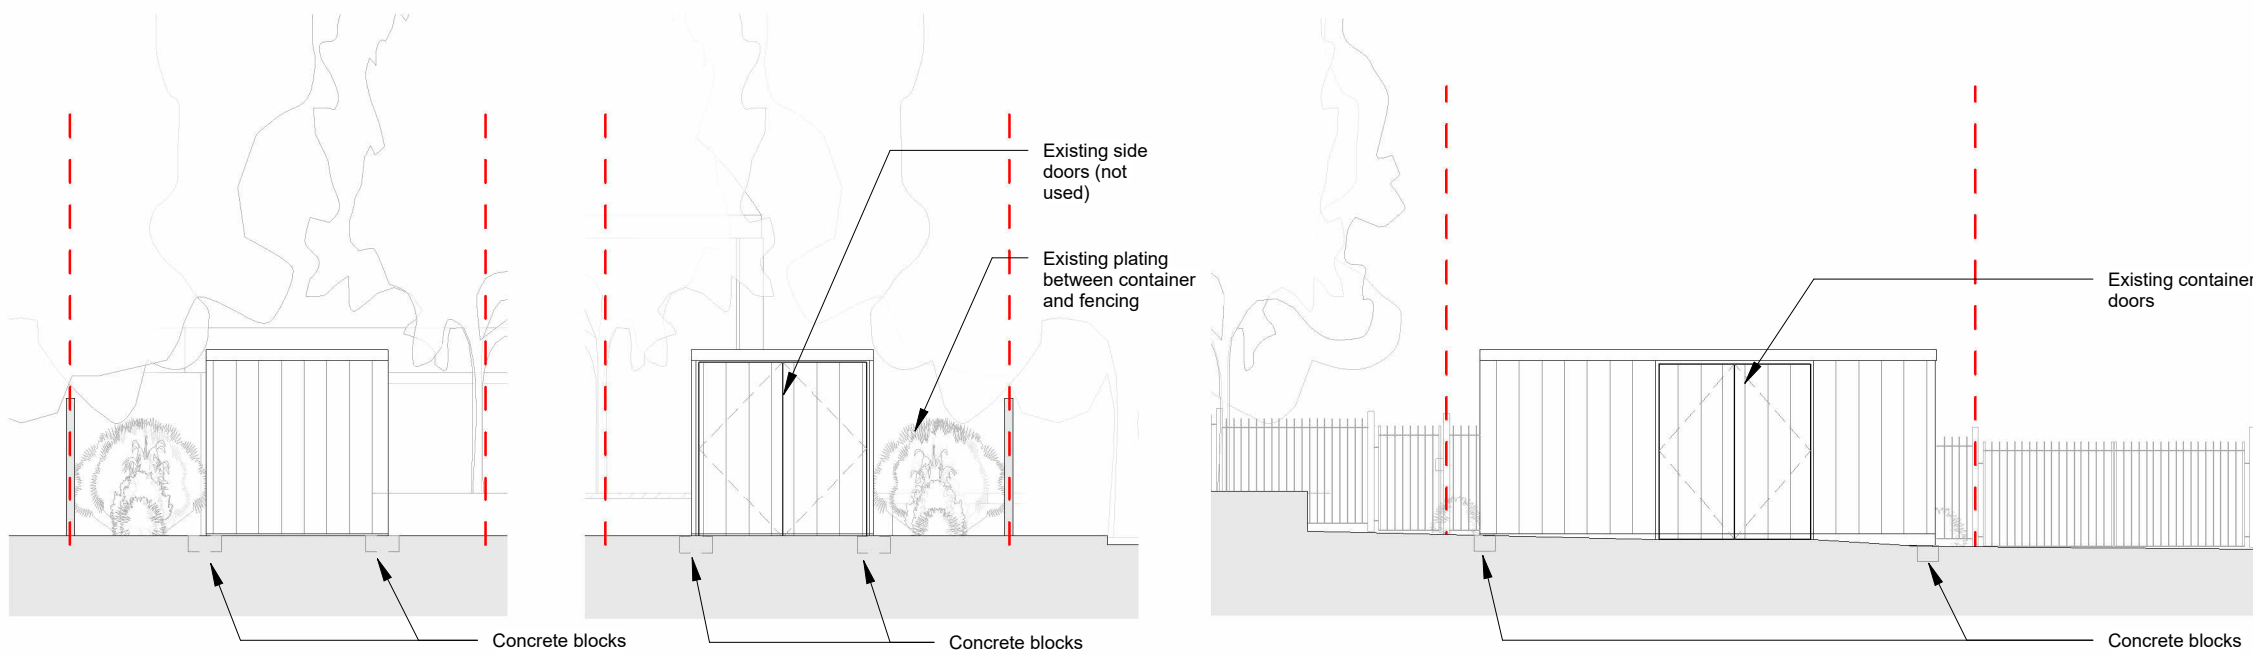 Existing side
doors (not
used)
Existing plating
between container
and fencing
Concrete blocks
Concrete blocks
Existing container
doors
Concrete blocks